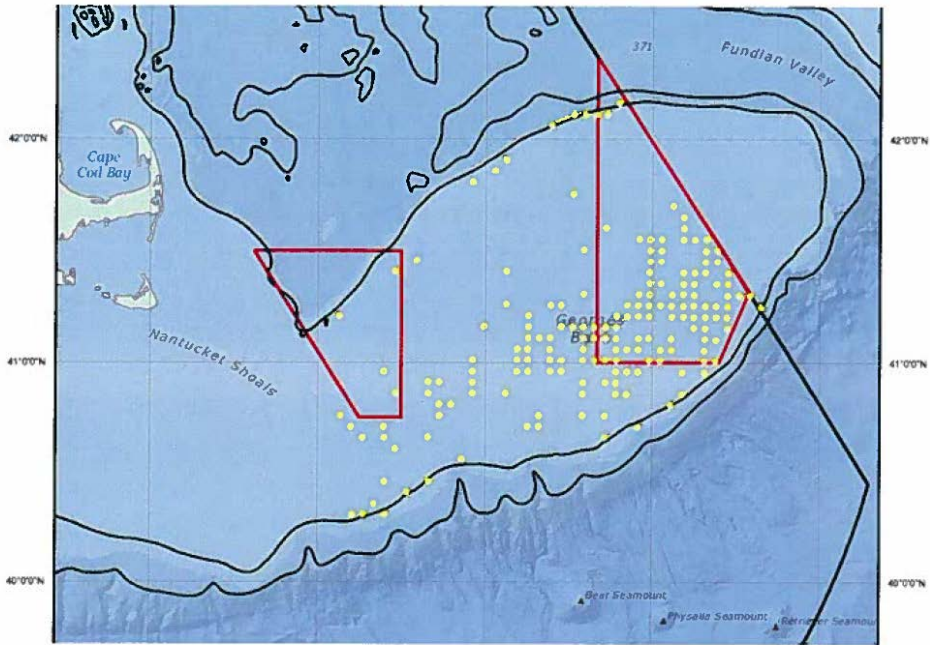 371
Fundian Valley
42°0'0"N
42°0'0"N
Cape
Cod Bay
Georges
Bank
Nantucket Shoals
41°0'0"N
41°0'0"N
40°0'0"N
40°0'0"N
Bear Seamount
Physalia Seamount
Retriever Seamou